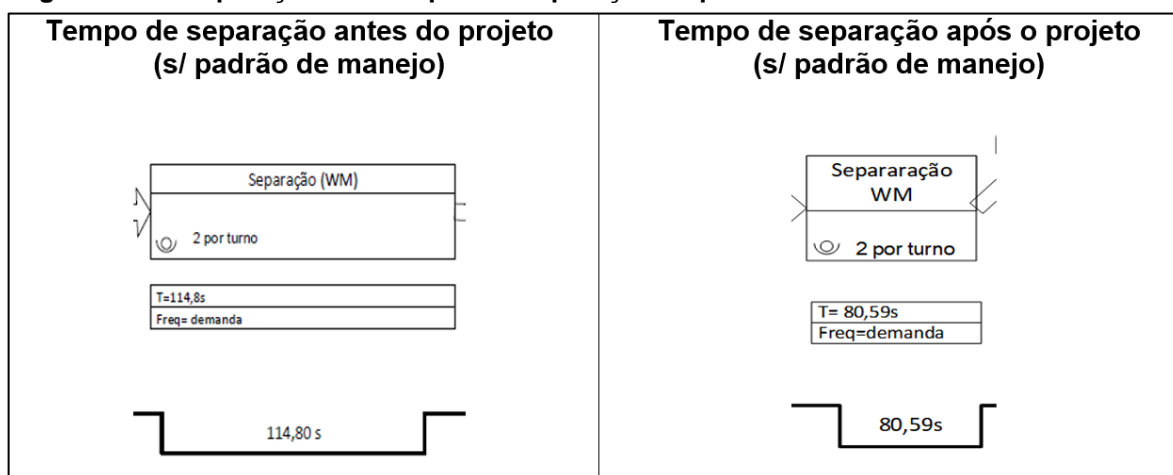 Tempo de separação antes do projeto
(s/ padrão de manejo)
Separação (WM)
2 por turno
T=114,8s
Freq= demanda
114,80 s
Tempo de separação após o projeto
(s/ padrão de manejo)
Separaração
WM
2 por turno
T= 80,59s
Freq=demanda
80,59s